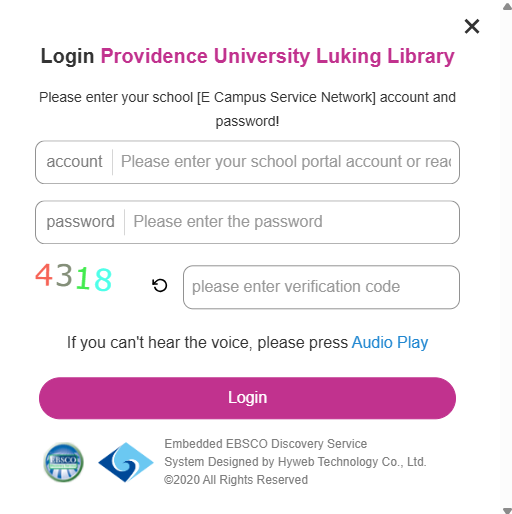 Login Providence University Luking Library
Please enter your school [E Campus Service Network] account and
password!
account Please enter your school portal account or reac
password Please enter the password
4318 please enter verification code
If you can't hear the voice, please press Audio Play
Login
EBSCO
Embedded EBSCO Discovery Service
System Designed by Hyweb Technology Co., Ltd.
©2020 All Rights Reserved